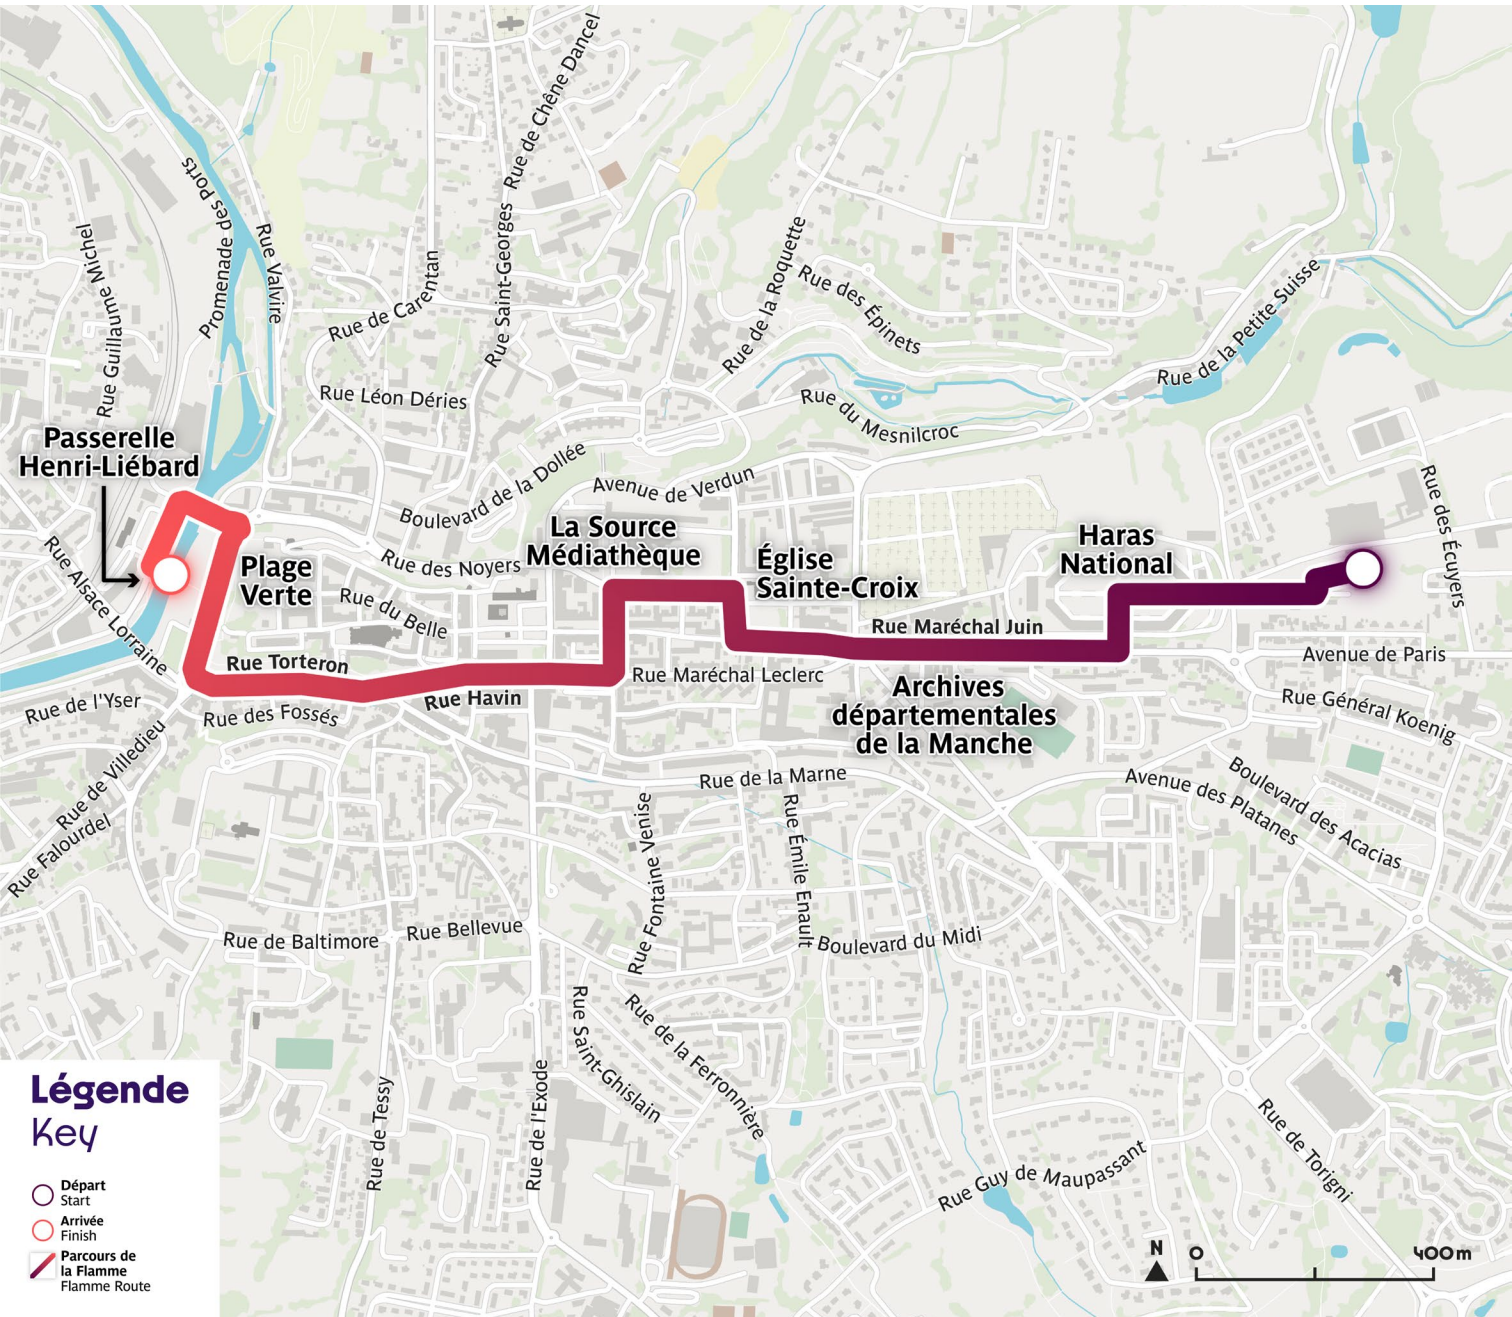 Rue de Chêne Dancel
Promenade des Ports
Rue Guillaume Michel
Rue Valvire
Rue de Carentan
Rue Saint-Georges
Rue de la Roquette
Rue des Épinets
Rue de la Petite Suisse
Rue Léon Déries
Rue du Mesnilcroc
Passerelle
Henri-Liébard
Boulevard de la Dollée
Avenue de Verdun
Rue des Écuyers
La Source
Médiathèque
Église
Sainte-Croix
Haras
National
Rue Alsace Lorraine
Plage
Verte
Rue des Noyers
Rue du Belle
Rue Maréchal Juin
Rue Torteron
Rue Havin
Rue Maréchal Leclerc
Avenue de Paris
Rue de l'Yser
Rue des Fossés
Archives
départementales
de la Manche
Rue Général Koenig
Rue de Villedieu
Rue Falourdel
Rue de la Marne
Avenue des Platanes
Boulevard des Acacias
Rue Fontaine Venise
Rue Émile Enault
Rue de Baltimore
Rue Bellevue
Boulevard du Midi
Rue Saint-Ghislain
Rue de la Ferronnière
Rue de Tessy
Rue de l'Exode
Rue Guy de Maupassant
Rue de Torigni
Légende
Key
Départ
Start
Arrivée
Finish
Parcours de
la Flamme
Flamme Route
N
0
400 m